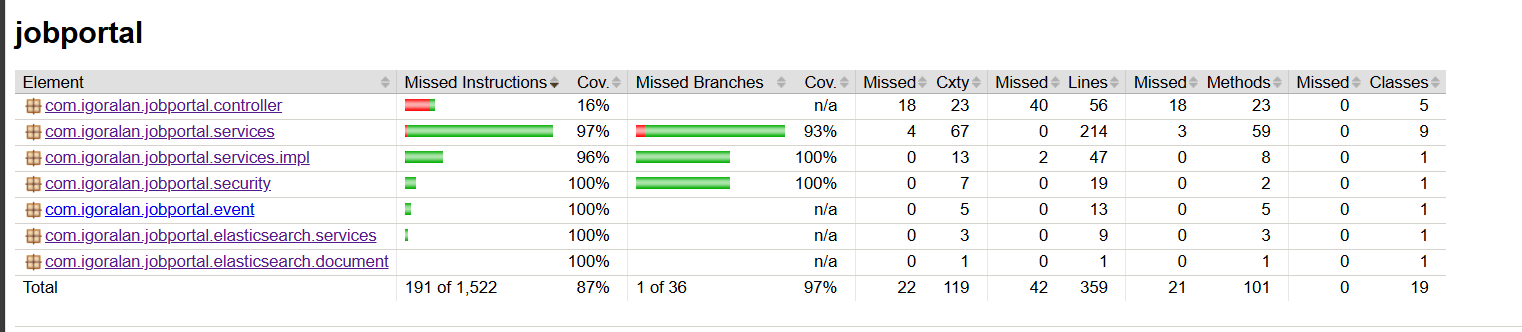 jobportal
Element Missed Instructions Cov. Missed Branches Cov. Missed Cxty Missed Lines Missed Methods Missed Classes
com.igoralan.jobportal.controller 16% n/a 18 23 40 56 18 23 0 5
com.igoralan.jobportal.services 97% 93% 4 67 0 214 3 59 0 9
com.igoralan.jobportal.services.impl 96% 100% 0 13 2 47 0 8 0 1
com.igoralan.jobportal.security 100% 100% 0 7 0 19 0 2 0 1
com.igoralan.jobportal.event 100% n/a 0 5 0 13 0 5 0 1
com.igoralan.jobportal.elasticsearch.services 100% n/a 0 3 0 9 0 3 0 1
com.igoralan.jobportal.elasticsearch.document 100% n/a 0 1 0 1 0 1 0 1
Total 191 of 1,522 87% 1 of 36 97% 22 119 42 359 21 101 0 19